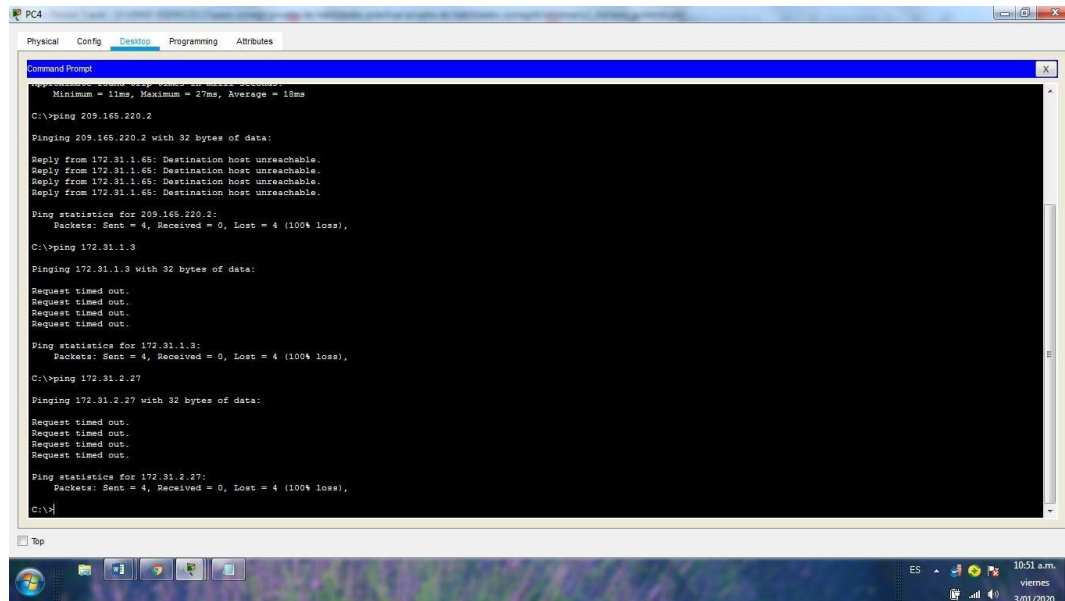 PC4
Physical Config Desktop Programming Attributes
Command Prompt
X
Approximate round trip times in milli-seconds:
Minimum = 11ms, Maximum = 27ms, Average = 18ms
C:\>ping 209.165.220.2
Pinging 209.165.220.2 with 32 bytes of data:
Reply from 172.31.1.65: Destination host unreachable.
Reply from 172.31.1.65: Destination host unreachable.
Reply from 172.31.1.65: Destination host unreachable.
Reply from 172.31.1.65: Destination host unreachable.
Ping statistics for 209.165.220.2:
Packets: Sent = 4, Received = 0, Lost = 4 (100% loss),
C:\>ping 172.31.1.3
Pinging 172.31.1.3 with 32 bytes of data:
Request timed out.
Request timed out.
Request timed out.
Request timed out.
Ping statistics for 172.31.1.3:
Packets: Sent = 4, Received = 0, Lost = 4 (100% loss),
C:\>ping 172.31.2.27
Pinging 172.31.2.27 with 32 bytes of data:
Request timed out.
Request timed out.
Request timed out.
Request timed out.
Ping statistics for 172.31.2.27:
Packets: Sent = 4, Received = 0, Lost = 4 (100% loss),
C:\>
Top
ES
10:51 a.m.
viernes
3/01/2020